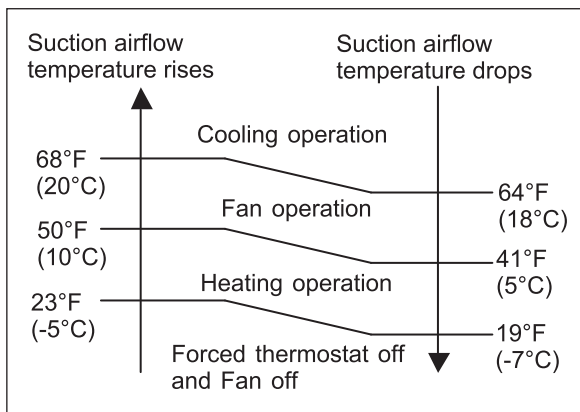 Suction airflow
temperature rises
Suction airflow
temperature drops
Cooling operation
68°F
(20°C)
64°F
(18°C)
Fan operation
50°F
(10°C)
41°F
(5°C)
Heating operation
23°F
(-5°C)
19°F
(-7°C)
Forced thermostat off
and Fan off